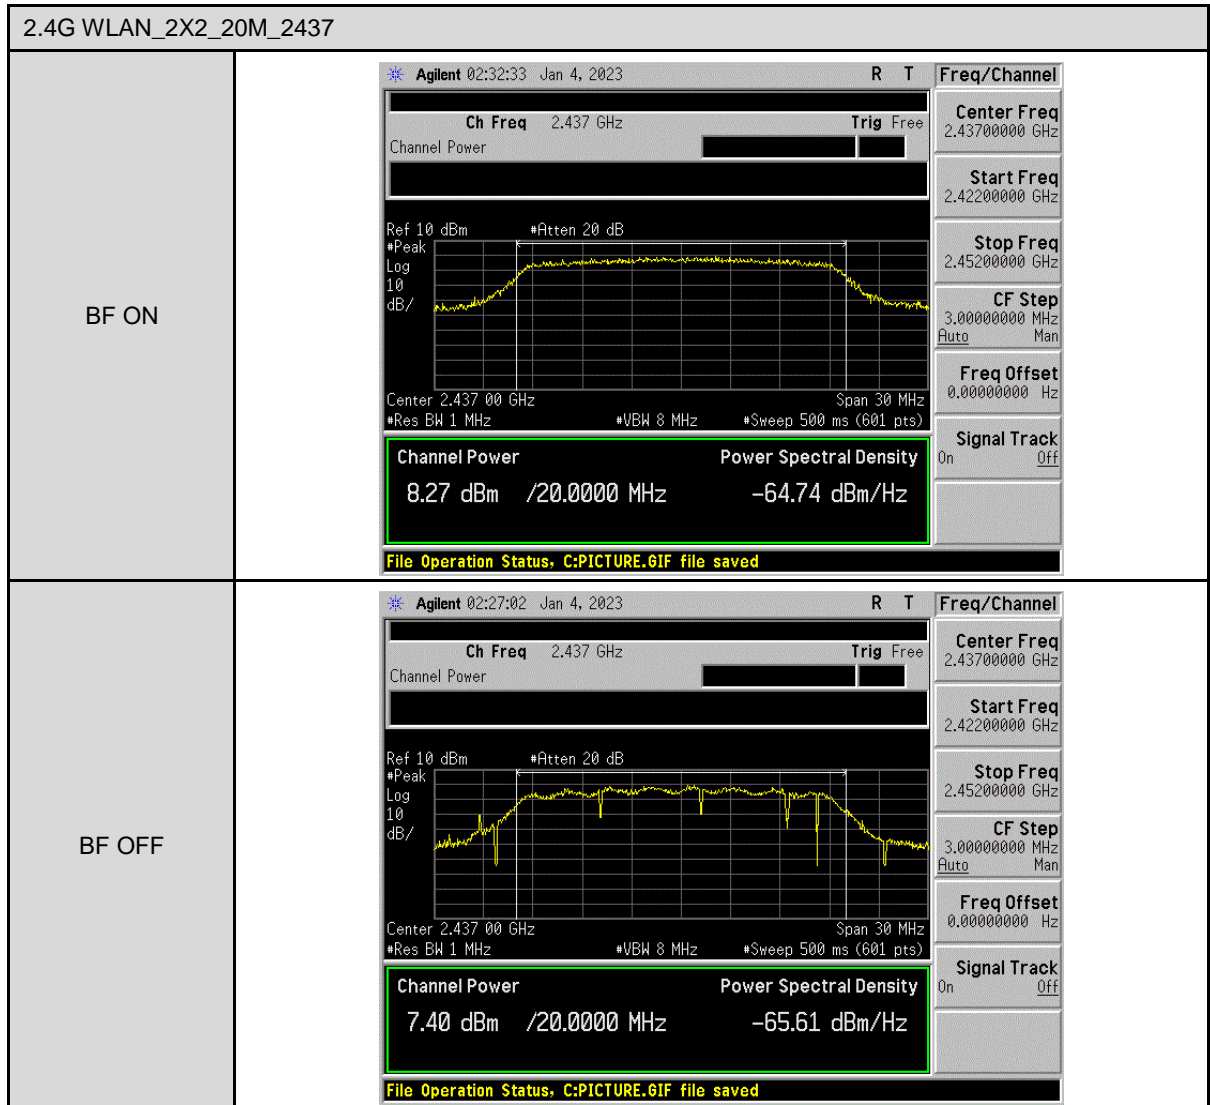 2.4G WLAN_2X2_20M_2437
BF ON
Agilent 02:32:33 Jan 4, 2023 R T Freq/Channel
Ch Freq 2.437 GHz Trig Free
Channel Power
Center Freq
2.43700000 GHz
Start Freq
2.42200000 GHz
Ref 10 dBm #Atten 20 dB
#Peak
Log
10
dB/
Stop Freq
2.45200000 GHz
CF Step
3.00000000 MHz
Auto Man
Freq Offset
0.00000000 Hz
Center 2.437 00 GHz Span 30 MHz
#Res BW 1 MHz #VBW 8 MHz #Sweep 500 ms (601 pts)
Signal Track
On Off
Channel Power Power Spectral Density
8.27 dBm /20.0000 MHz -64.74 dBm/Hz
File Operation Status, C:PICTURE.GIF file saved
BF OFF
Agilent 02:27:02 Jan 4, 2023 R T Freq/Channel
Ch Freq 2.437 GHz Trig Free
Channel Power
Center Freq
2.43700000 GHz
Start Freq
2.42200000 GHz
Ref 10 dBm #Atten 20 dB
#Peak
Log
10
dB/
Stop Freq
2.45200000 GHz
CF Step
3.00000000 MHz
Auto Man
Freq Offset
0.00000000 Hz
Center 2.437 00 GHz Span 30 MHz
#Res BW 1 MHz #VBW 8 MHz #Sweep 500 ms (601 pts)
Signal Track
On Off
Channel Power Power Spectral Density
7.40 dBm /20.0000 MHz -65.61 dBm/Hz
File Operation Status, C:PICTURE.GIF file saved